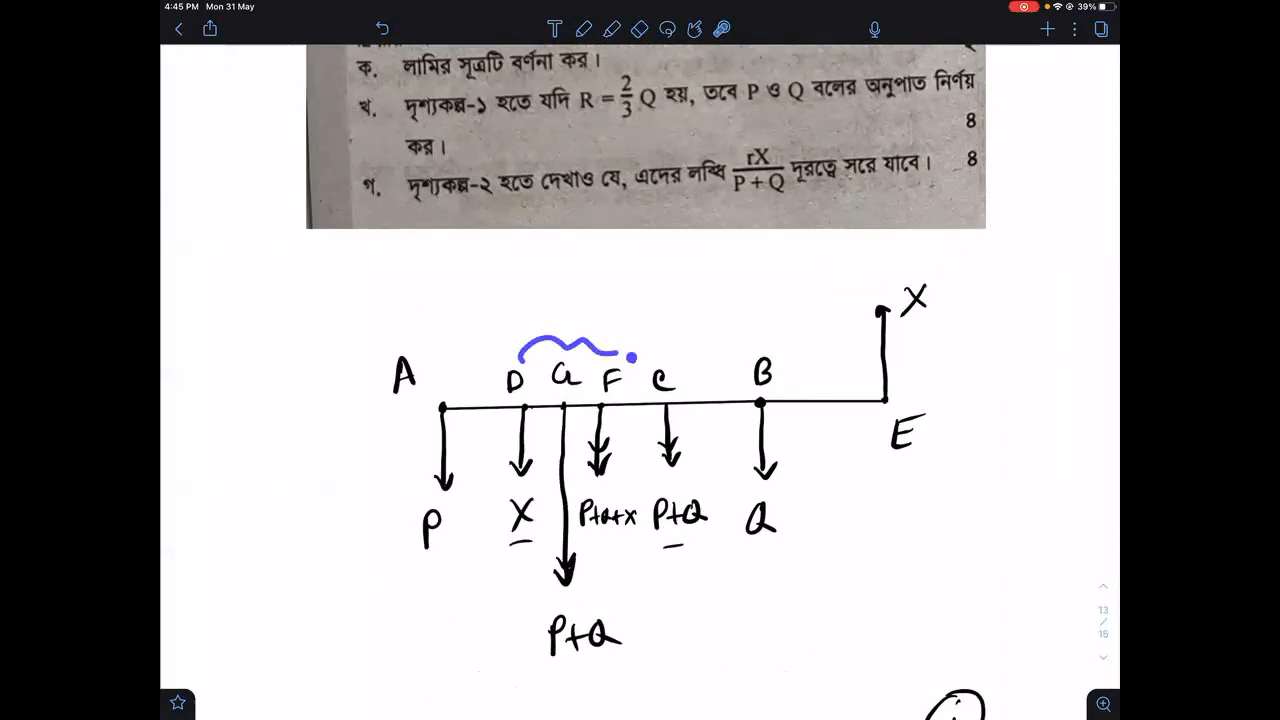 4:45 PM Mon 31 May
39%
ক. লামির সূত্রটি বর্ণনা কর।
খ. দৃশ্যকল্প-১ হতে যদি R = 2/3 Q হয়, তবে P ও Q বলের অনুপাত নির্ণয়
কর। 8
গ. দৃশ্যকল্প-২ হতে দেখাও যে, এদের লব্ধি rX/P+Q দূরত্বে সরে যাবে। 8
X
A D G F C B
E
P X P+Q+X P+Q Q
P+Q
13
/
15